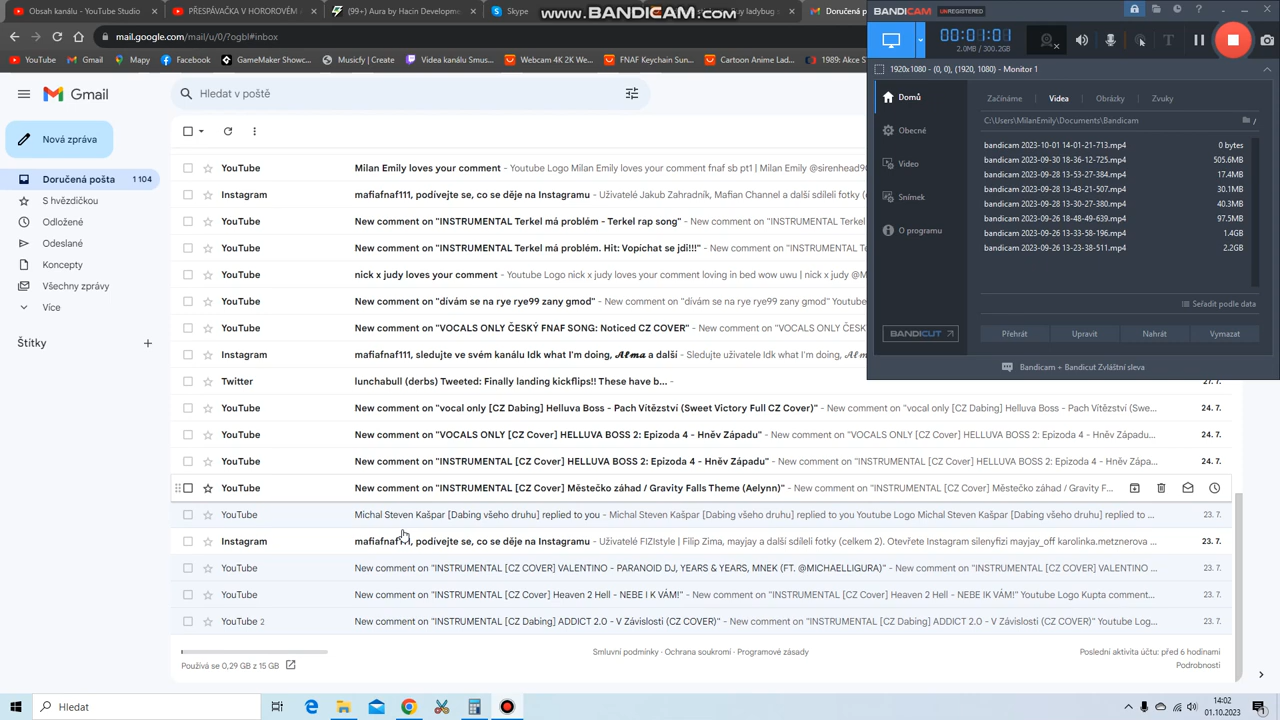 Obsah kanálu - YouTube Studio
PŘESPÍVAČKA V HOROROVÉM
(99+) Aura by Hacin Developm
Skype
www.BANDICAM.com
Doručená p
mail.google.com/mail/u/0/?ogbl#inbox
YouTube
Gmail
Mapy
Překladač
Facebook
GameMaker Showc...
Musicfy | Generate...
Videa kanálu SMUS...
Webcam 4K 2K We...
FNAF Keychain Sun...
Cartoon Anime Lad...
1989: Akce S
BANDICAM UNREGISTERED
00:01:01
2.0MB / 300.2GB
1920x1080 - (0, 0), (1920, 1080) - Monitor 1
Domů
Obecné
Video
Snímek
O programu
BANDICUT
Začínáme
Videa
Obrázky
Zvuky
C:\Users\MilanEmily\Documents\Bandicam
bandicam 2023-10-01 14-01-21-713.mp4 0 bytes
bandicam 2023-09-30 18-36-12-725.mp4 505.6MB
bandicam 2023-09-28 13-53-27-384.mp4 17.4MB
bandicam 2023-09-28 13-43-21-507.mp4 30.1MB
bandicam 2023-09-28 13-30-27-380.mp4 40.3MB
bandicam 2023-09-26 18-48-49-639.mp4 97.5MB
bandicam 2023-09-26 13-33-58-196.mp4 1.4GB
bandicam 2023-09-26 13-23-38-511.mp4 2.2GB
Seřadit podle data
Přehrát
Upravit
Nahrát
Vymazat
Bandicam + Bandicut Zvláštní sleva
Gmail
Hledat v poště
Nová zpráva
Doručená pošta 1 104
S hvězdičkou
Odložené
Odeslané
Koncepty
Všechny zprávy
Více
Štítky
YouTube Milan Emily loves your comment - Youtube Logo Milan Emily loves your comment fnaf sb pt1 | Milan Emily @sirenhead9
Instagram mafiafnaf111, podívejte se, co se děje na Instagramu - Uživatelé Jakub Zahradník, Mafian Channel a další sdíleli fotky (
YouTube New comment on "INSTRUMENTAL Terkel má problém - Terkel rap song" - New comment on "INSTRUMENTAL Terkel
YouTube New comment on "INSTRUMENTAL Terkel má problém. Hit: Vopíchat se jdi!!!" - New comment on "INSTRUMENTAL Te
YouTube nick x judy loves your comment - Youtube Logo nick x judy loves your comment loving in bed wow uwu | nick x judy @M
YouTube New comment on "dívám se na rye rye99 zany gmod" - New comment on "dívám se na rye rye99 zany gmod" Youtube
YouTube New comment on "VOCALS ONLY ČESKÝ FNAF SONG: Noticed CZ COVER" - New comment on "VOCALS ONLY ČESKÝ
Instagram mafiafnaf111, sledujte ve svém kanálu Idk what I'm doing, 𝓐𝓵𝓶𝓪 a další - Sledujte uživatele Idk what I'm doing, 𝓐𝓵
Twitter lunchabull (derbs) Tweeted: Finally landing kickflips!! These have b... - 27. 7.
YouTube New comment on "vocal only [CZ Dabing] Helluva Boss - Pach Vítězství (Sweet Victory Full CZ Cover)" - New comment on "vocal only [CZ Dabing] Helluva Boss - Pach Vítězství (Swe... 24. 7.
YouTube New comment on "VOCALS ONLY [CZ Cover] HELLUVA BOSS 2: Epizoda 4 - Hněv Západu" - New comment on "VOCALS ONLY [CZ Cover] HELLUVA BOSS 2: Epizoda 4 - Hněv Západu"... 24. 7.
YouTube New comment on "INSTRUMENTAL [CZ Cover] HELLUVA BOSS 2: Epizoda 4 - Hněv Západu" - New comment on "INSTRUMENTAL [CZ Cover] HELLUVA BOSS 2: Epizoda 4 - Hněv Zápa... 24. 7.
YouTube New comment on "INSTRUMENTAL [CZ Cover] Městečko záhad / Gravity Falls Theme (Aelynn)" - New comment on "INSTRUMENTAL [CZ Cover] Městečko záhad / Gravity F...
YouTube Michal Steven Kašpar [Dabing všeho druhu] replied to you - Michal Steven Kašpar [Dabing všeho druhu] replied to you Youtube Logo Michal Steven Kašpar [Dabing všeho druhu] replied to ... 23. 7.
Instagram mafiafnaf111, podívejte se, co se děje na Instagramu - Uživatelé FIZIstyle | Filip Zima, mayjay a další sdíleli fotky (celkem 2). Otevřete Instagram silenyfizi mayjay_off karolinka.metznerova ... 23. 7.
YouTube New comment on "INSTRUMENTAL [CZ COVER] VALENTINO - PARANOID DJ, YEARS & YEARS, MNEK (FT. @MICHAELLIGURA)" - New comment on "INSTRUMENTAL [CZ COVER] VALENTINO ... 23. 7.
YouTube New comment on "INSTRUMENTAL [CZ Cover] Heaven 2 Hell - NEBE I K VÁM!" - New comment on "INSTRUMENTAL [CZ Cover] Heaven 2 Hell - NEBE IK VÁM!" Youtube Logo Kupta comment... 23. 7.
YouTube 2 New comment on "INSTRUMENTAL [CZ Dabing] ADDICT 2.0 - V Závislosti (CZ COVER)" - New comment on "INSTRUMENTAL [CZ Dabing] ADDICT 2.0 - V Závislosti (CZ COVER)" Youtube Log... 23. 7.
Používá se 0,29 GB z 15 GB
Smluvní podmínky · Ochrana soukromí · Programové zásady
Poslední aktivita účtu: před 6 hodinami
Podrobnosti
Hledat
14:02
01.10.2023